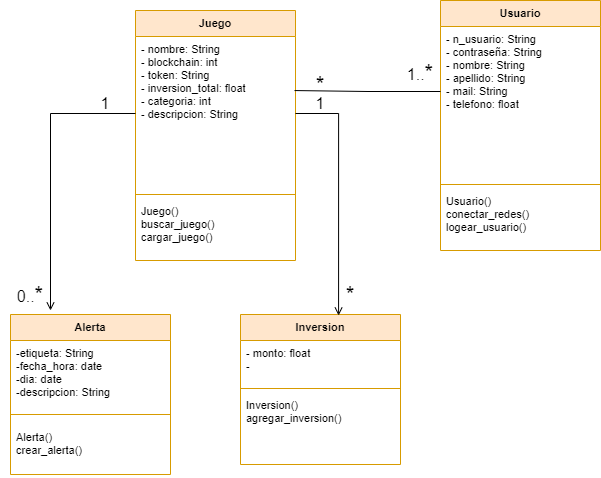 Juego
- nombre: String
- blockchain: int
- token: String
- inversion_total: float
- categoria: int
- descripcion: String
Juego()
buscar_juego()
cargar_juego()
Usuario
- n_usuario: String
- contraseña: String
- nombre: String
- apellido: String
- mail: String
- telefono: float
Usuario()
conectar_redes()
logear_usuario()
*
1..*
1
1
0..*
*
Alerta
-etiqueta: String
-fecha_hora: date
-dia: date
-descripcion: String
Alerta()
crear_alerta()
Inversion
- monto: float
-
Inversion()
agregar_inversion()